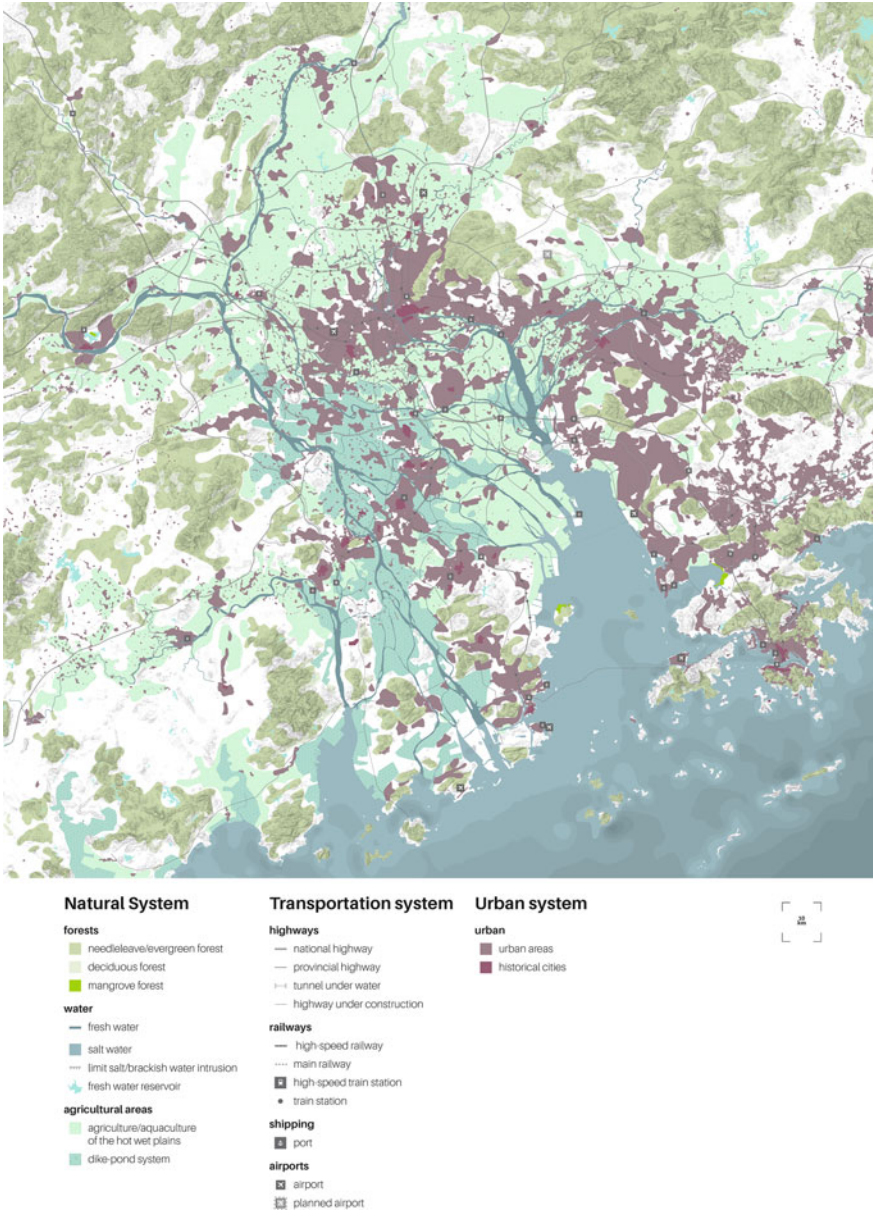 Natural System
forests
needleleave/evergreen forest
deciduous forest
mangrove forest
water
fresh water
salt water
limit salt/brackish water intrusion
fresh water reservoir
agricultural areas
agriculture/aquaculture
of the hot wet plains
dike-pond system
Transportation system
highways
national highway
provincial highway
tunnel under water
highway under construction
railways
high-speed railway
main railway
high-speed train station
train station
shipping
port
airports
airport
planned airport
Urban system
urban
urban areas
historical cities
10
km